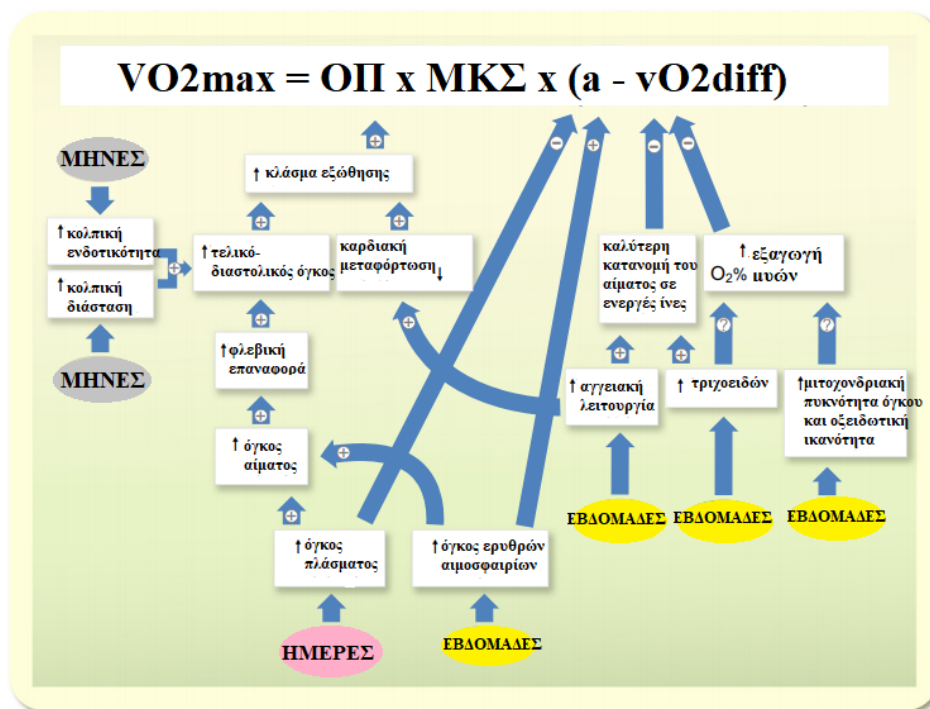 VO2max = ΟΠ x ΜΚΣ x (a - vO2diff)
ΜΗΝΕΣ
↑ κλάσμα εξώθησης
↑ κολπική
ενδοτικότητα
↑ κολπική
διάσταση
ΜΗΝΕΣ
↑ τελικό-
διαστολικός όγκος
καρδιακή
μεταφόρτωση ↓
καλύτερη
κατανομή του
αίματος σε
ενεργές ίνες
↑ εξαγωγή
O2% μυών
↑ φλεβική
επαναφορά
↑ αγγειακή
λειτουργία
↑ τριχοειδών
↑ μιτοχονδριακή
πυκνότητα όγκου
και οξειδωτική
ικανότητα
↑ όγκος
αίματος
ΕΒΔΟΜΑΔΕΣ
ΕΒΔΟΜΑΔΕΣ
ΕΒΔΟΜΑΔΕΣ
↑ όγκος
πλάσματος
↑ όγκος ερυθρών
αιμοσφαιρίων
ΗΜΕΡΕΣ
ΕΒΔΟΜΑΔΕΣ